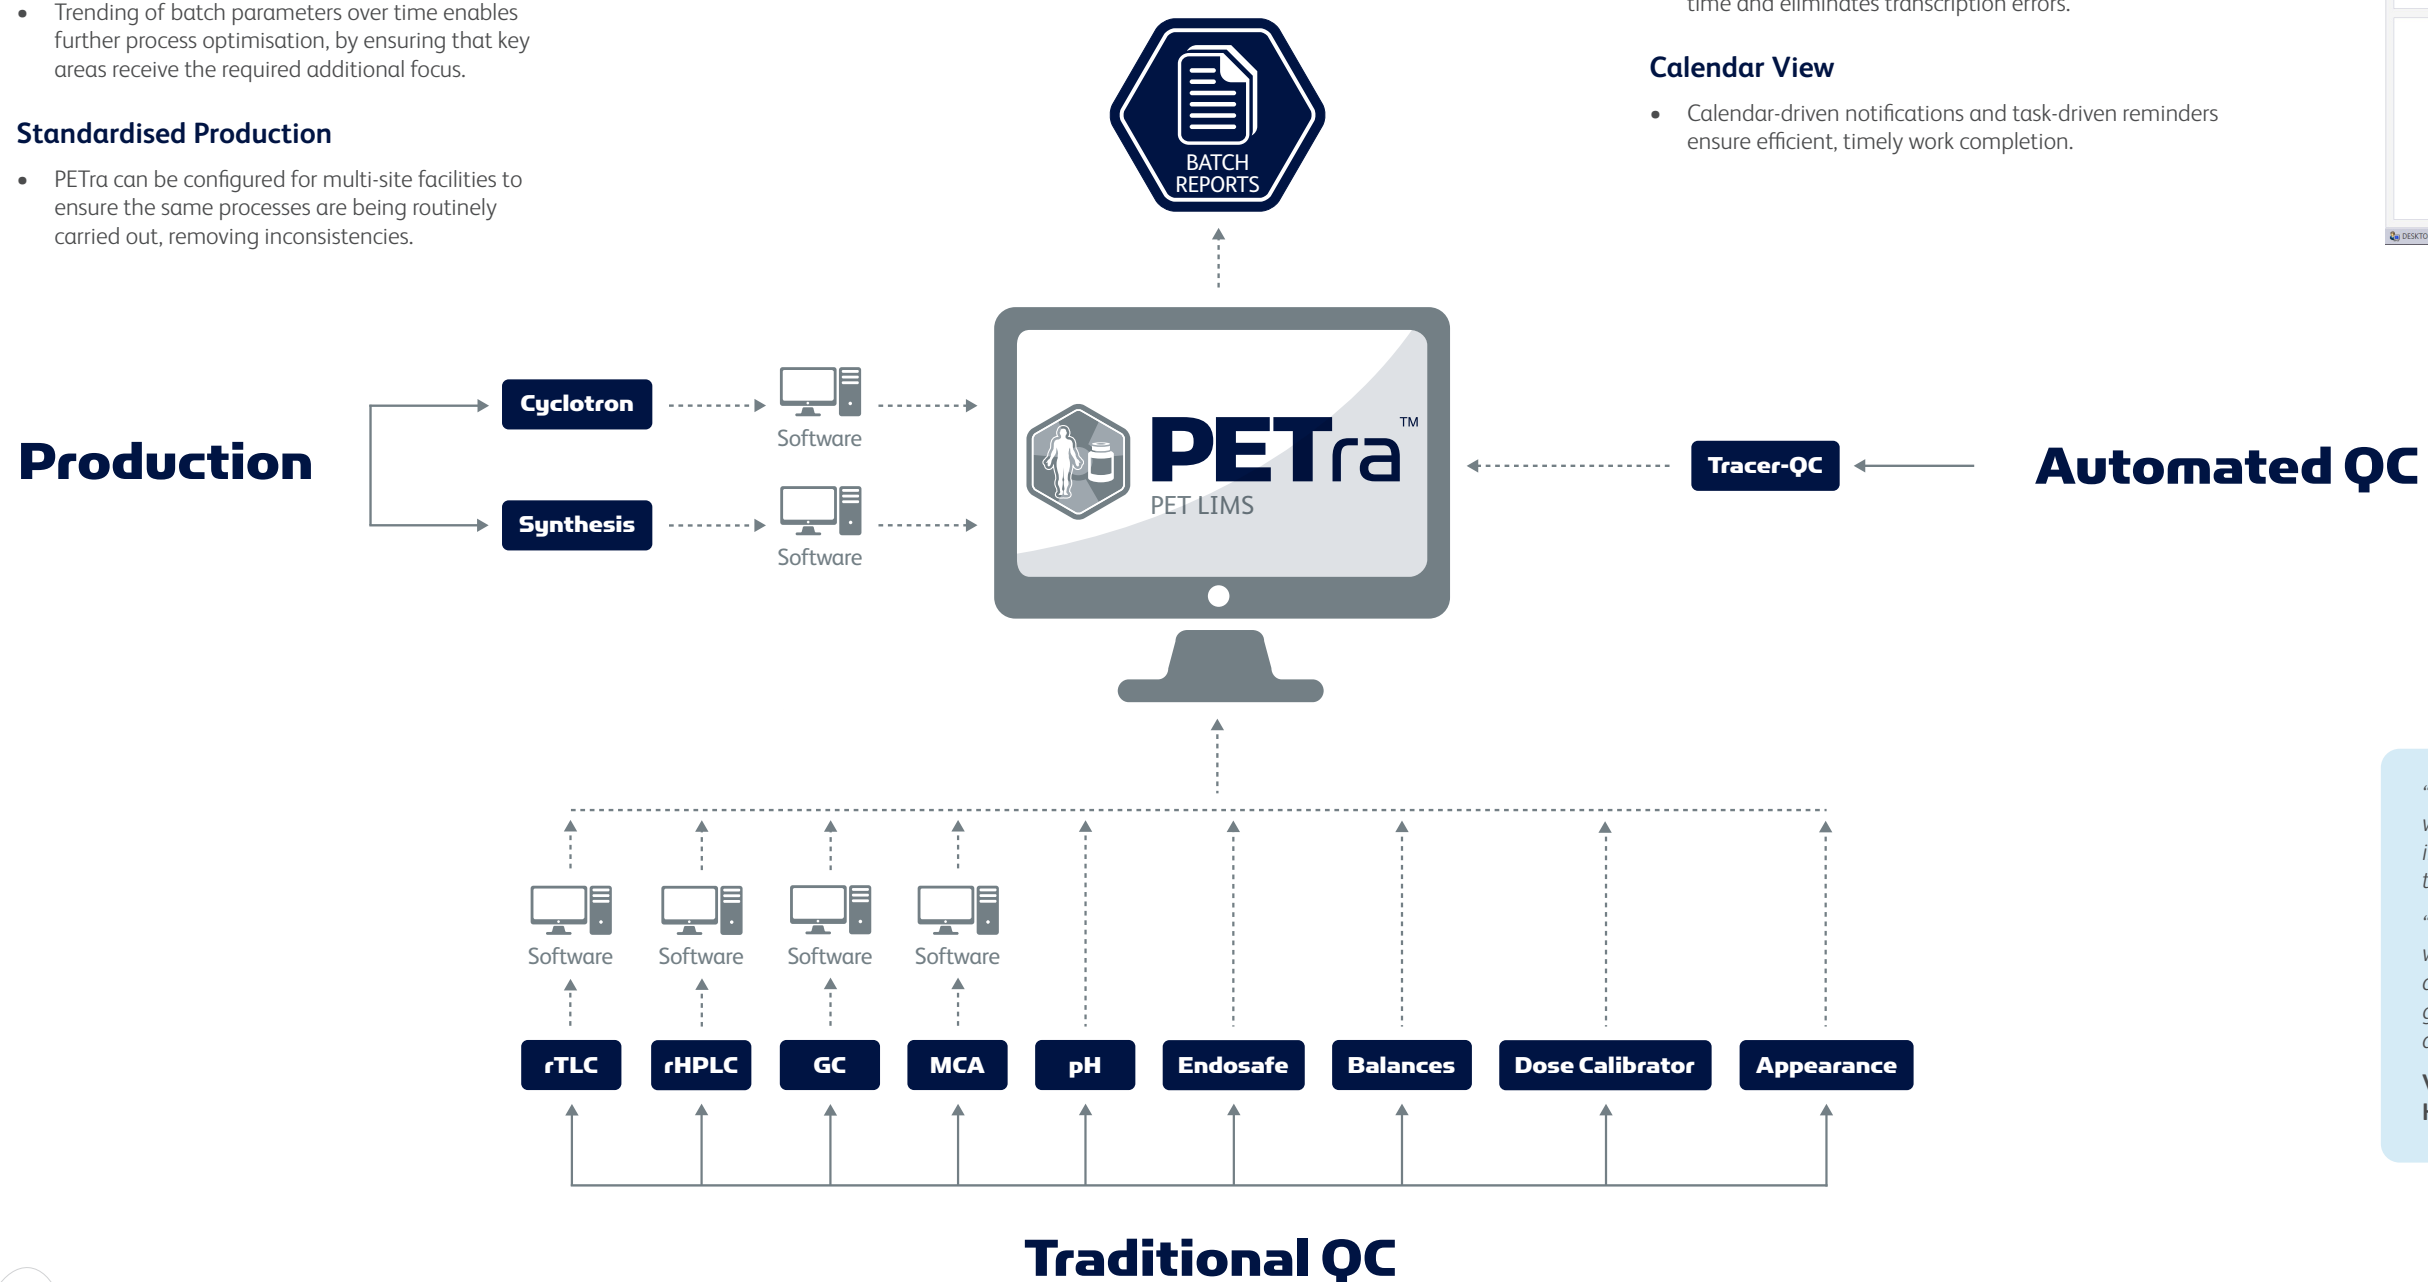 • Trending of batch parameters over time enables
further process optimisation, by ensuring that key
areas receive the required additional focus.
Standardised Production
• PETra can be configured for multi-site facilities to
ensure the same processes are being routinely
carried out, removing inconsistencies.
BATCH
REPORTS
time and eliminates transcription errors.
Calendar View
• Calendar-driven notifications and task-driven reminders
ensure efficient, timely work completion.
Production
Cyclotron
Software
Synthesis
Software
PETra™
PET LIMS
Tracer-QC
Automated QC
Software
Software
Software
Software
rTLC
rHPLC
GC
MCA
pH
Endosafe
Balances
Dose Calibrator
Appearance
Traditional QC